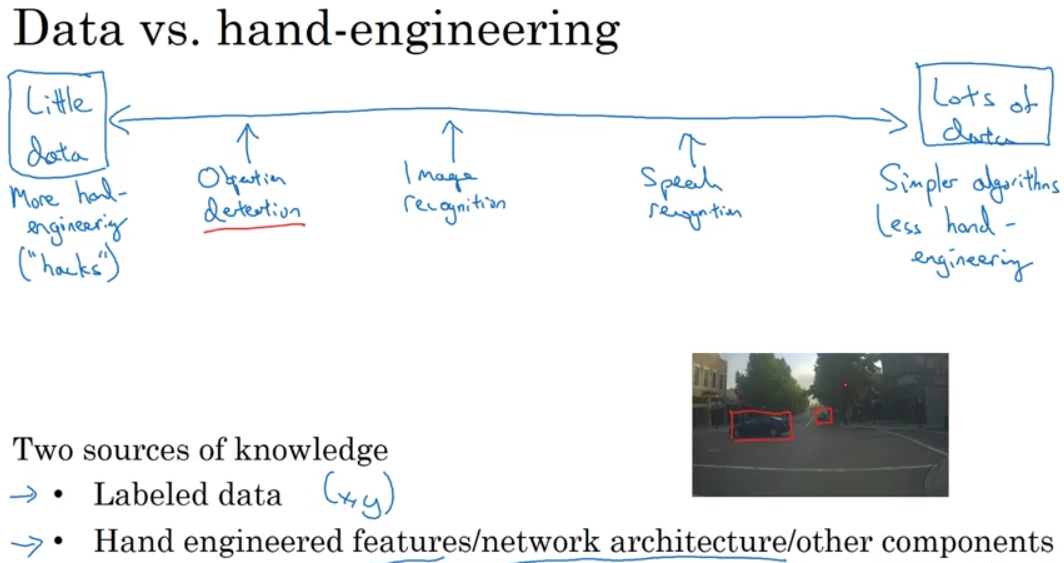 Data vs. hand-engineering
Little
data
Lots of
data
More hand-
engineering
("hacks")
Objection
detection
Image
recognition
Speech
recognition
Simpler algorithms
Less hand-
engineering
Two sources of knowledge
→ • Labeled data (x,y)
→ • Hand engineered features/network architecture/other components